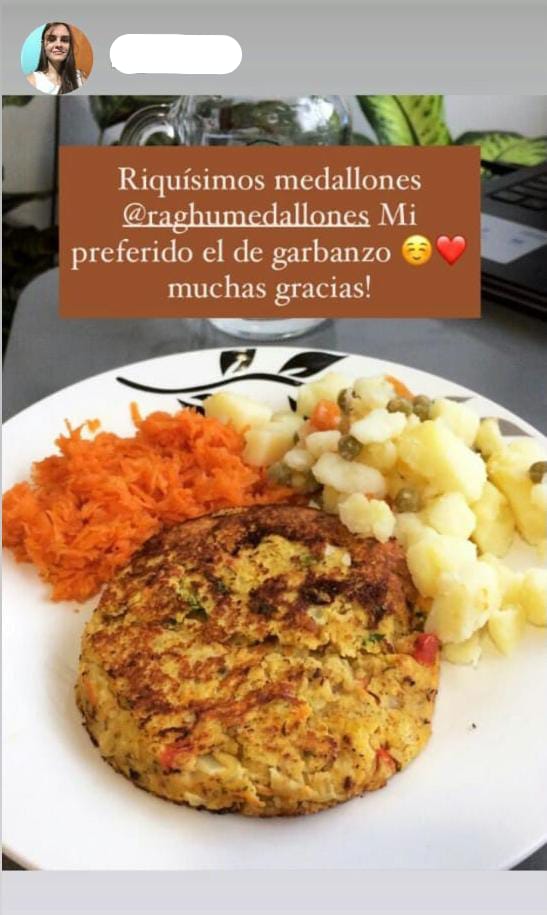 Riquísimos medallones
@raghumedallones Mi
preferido el de garbanzo ☺️❤️
muchas gracias!